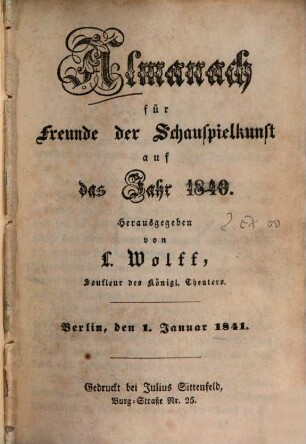 Almanach
für
Freunde der Schauspielkunst
auf
das Jahr 1840.
Herausgegeben
von
L. Wolff,
Soufleur des Königl. Theaters.
Berlin, den 1. Januar 1841.
Gedruckt bei Julius Sittenfeld,
Burg-Straße Nr. 25.